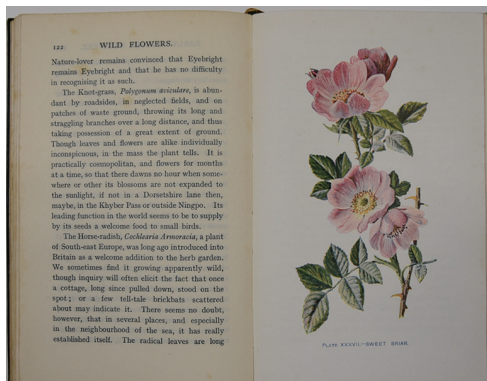 122 WILD FLOWERS.
Nature-lover remains convinced that Eyebright
remains Eyebright and that he has no difficulty
in recognising it as such.
The Knot-grass, Polygonum aviculare, is abun-
dant by roadsides, in neglected fields, and on
patches of waste ground, throwing its long and
straggling branches over a long distance, and thus
taking possession of a great extent of ground.
Though leaves and flowers are alike individually
inconspicuous, in the mass the plant tells. It is
practically cosmopolitan, and flowers for months
at a time, so that there dawns no hour when some-
where or other its blossoms are not expanded to
the sunlight, if not in a Dorsetshire lane then,
maybe, in the Khyber Pass or outside Ningpo. Its
leading function in the world seems to be to supply
by its seeds a welcome food to small birds.
The Horse-radish, Cochlearia Armoracia, a plant
of South-east Europe, was long ago introduced into
Britain as a welcome addition to the herb garden.
We sometimes find it growing apparently wild,
though inquiry will often elicit the fact that once
a cottage, long since pulled down, stood on the
spot; or a few tell-tale brickbats scattered
about may indicate it. There seems no doubt,
however, that in several places, and especially
in the neighbourhood of the sea, it has really
established itself. The radical leaves are long
PLATE XXXVII.—SWEET BRIAR.